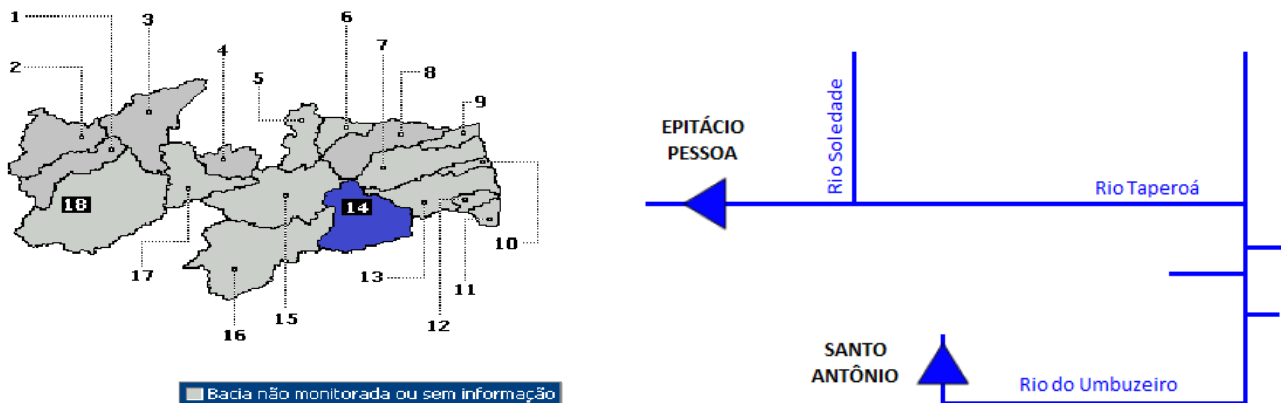 1
3
6
4
7
2
5
8
9
18
14
10
17
13
11
12
15
16
Bacia não monitorada ou sem informação
EPITÁCIO
PESSOA
Rio Soledade
Rio Taperoá
SANTO
ANTÔNIO
Rio do Umbuzeiro